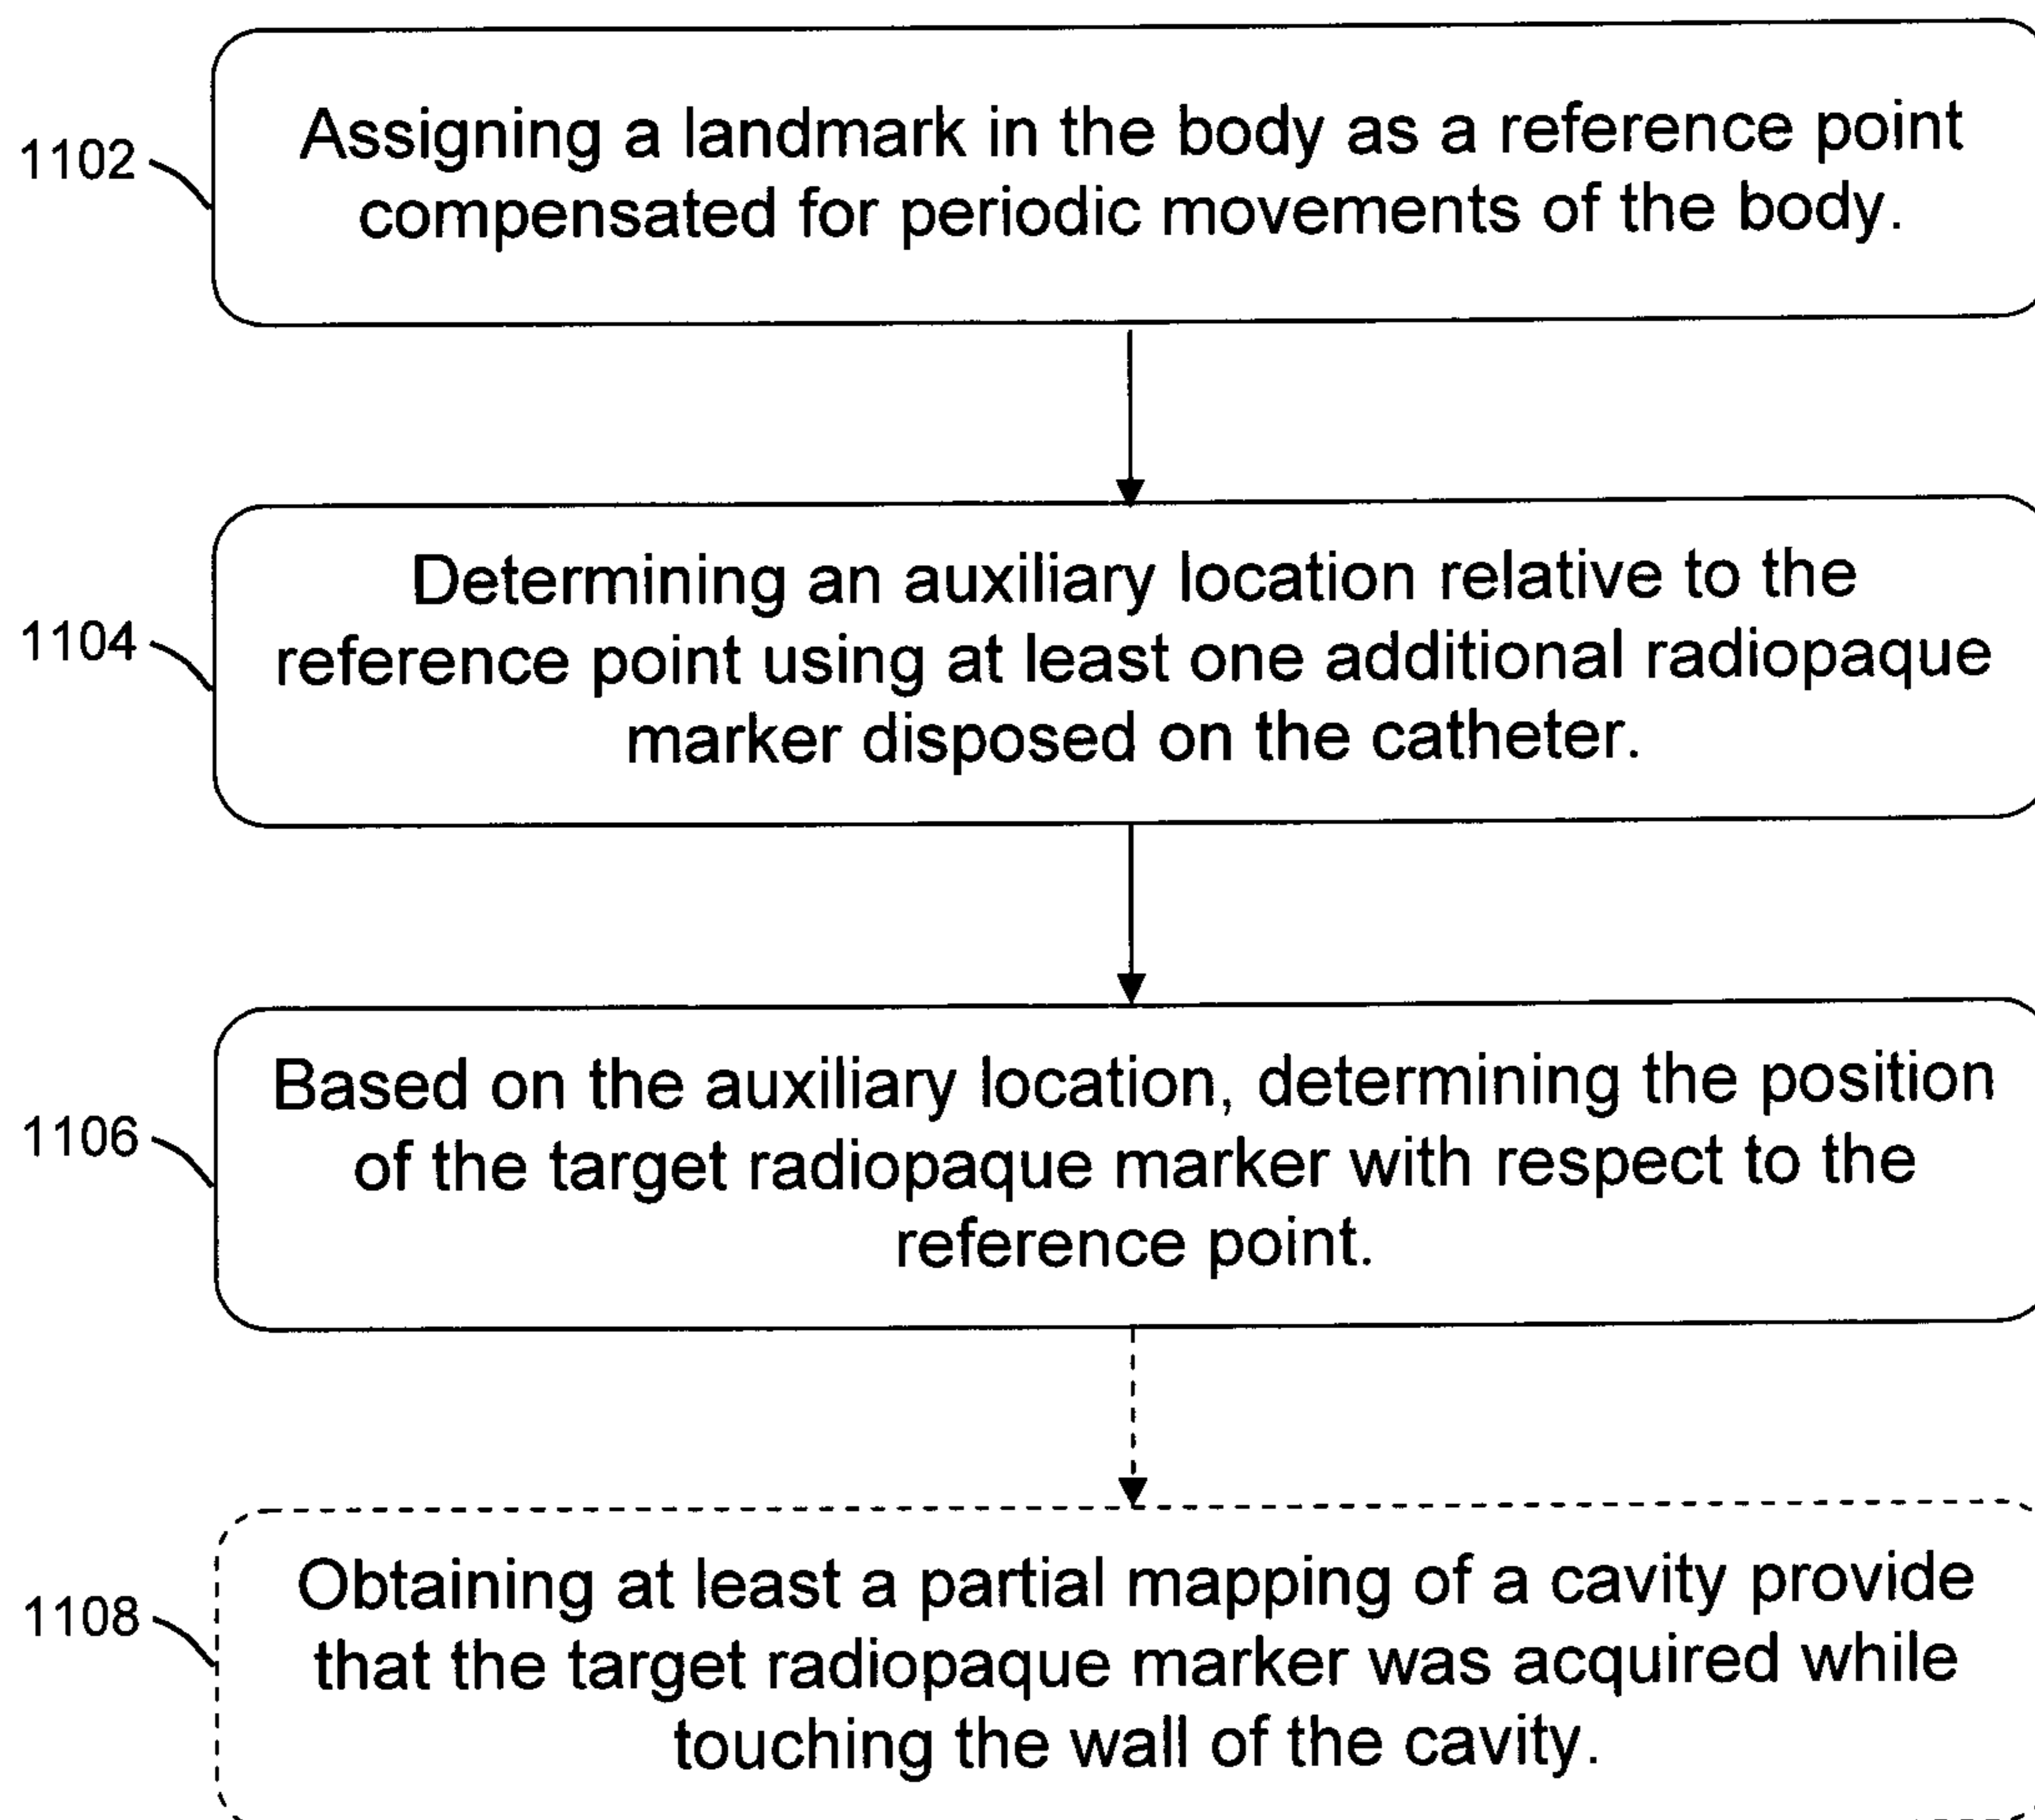 Assigning a landmark in the body as a reference point
1102
compensated for periodic movements of the body.
Determining an auxiliary location relative to the
1104
reference point using at least one additional radiopaque
marker disposed on the catheter.
Based on the auxiliary location, determining the position
1106
of the target radiopaque marker with respect to the
reference point.
Obtaining at least a partial mapping of a cavity provide
1108
that the target radiopaque marker was acquired while
touching the wall of the cavity.